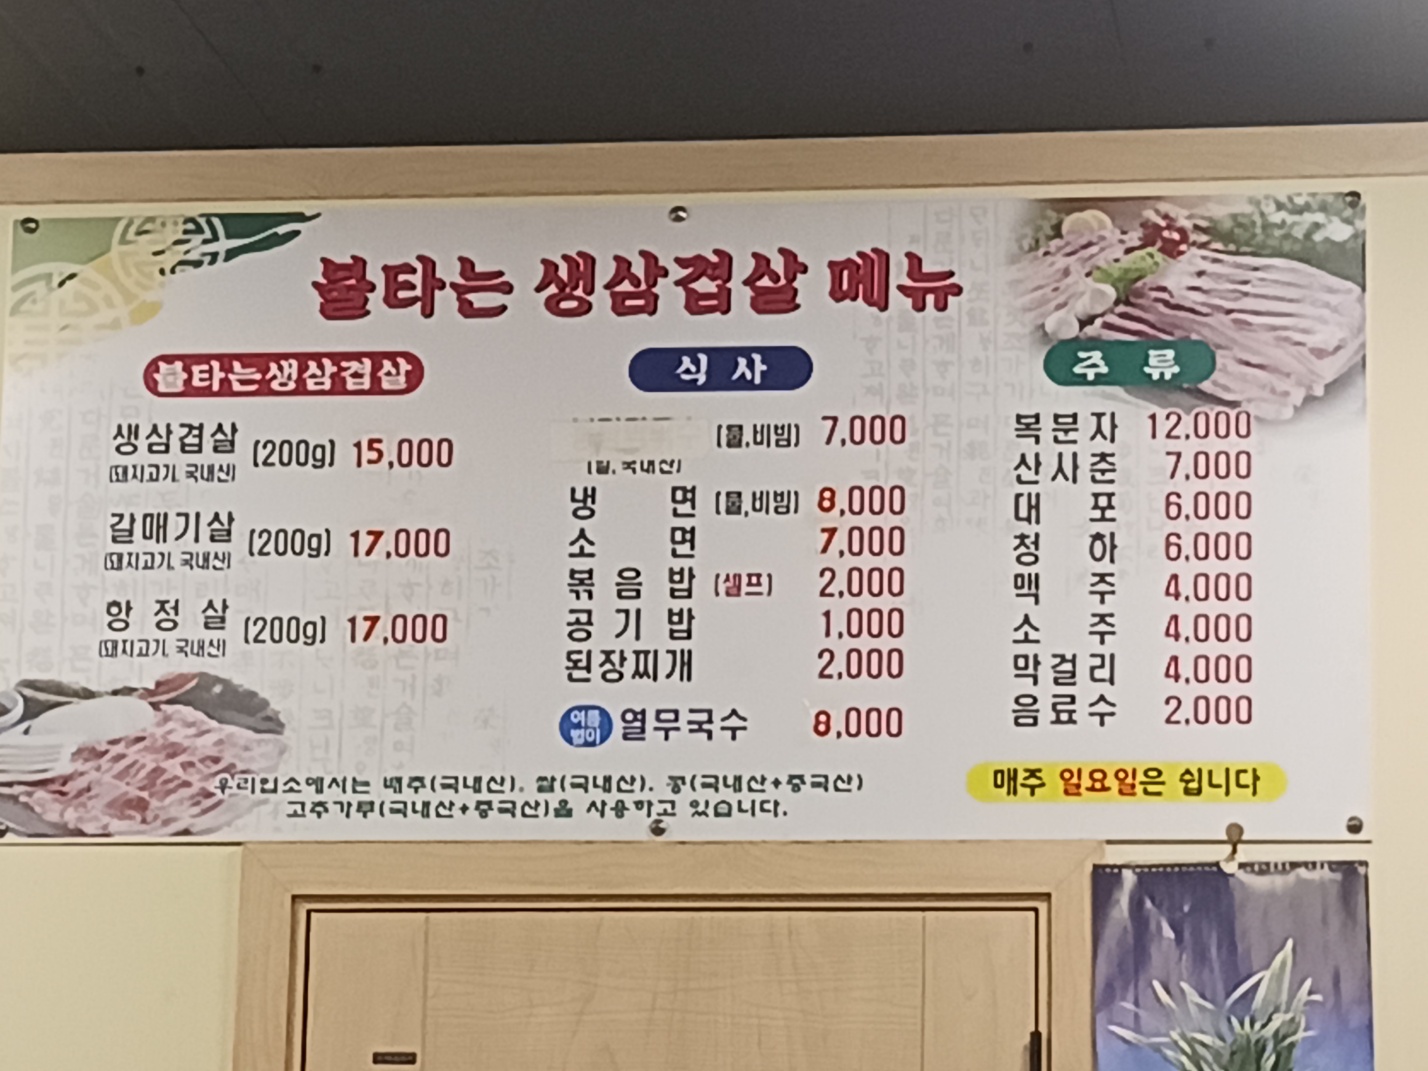 불타는 생삼겹살 메뉴
불타는생삼겹살
생삼겹살 (200g) 15,000
(돼지고기, 국내산)
갈매기살 (200g) 17,000
(돼지고기, 국내산)
항정살 (200g) 17,000
(돼지고기, 국내산)
식사
(물,비빔) 7,000
냉면 (물,비빔) 8,000
소면 7,000
볶음밥 (셀프) 2,000
공기밥 1,000
된장찌개 2,000
여름별미 열무국수 8,000
주류
복분자 12,000
산사춘 7,000
대포 6,000
청하 6,000
맥주 4,000
소주 4,000
막걸리 4,000
음료수 2,000
우리업소에서는 배추(국내산), 쌀(국내산), 콩(국내산+중국산)
고추가루(국내산+중국산)을 사용하고 있습니다.
매주 일요일은 쉽니다